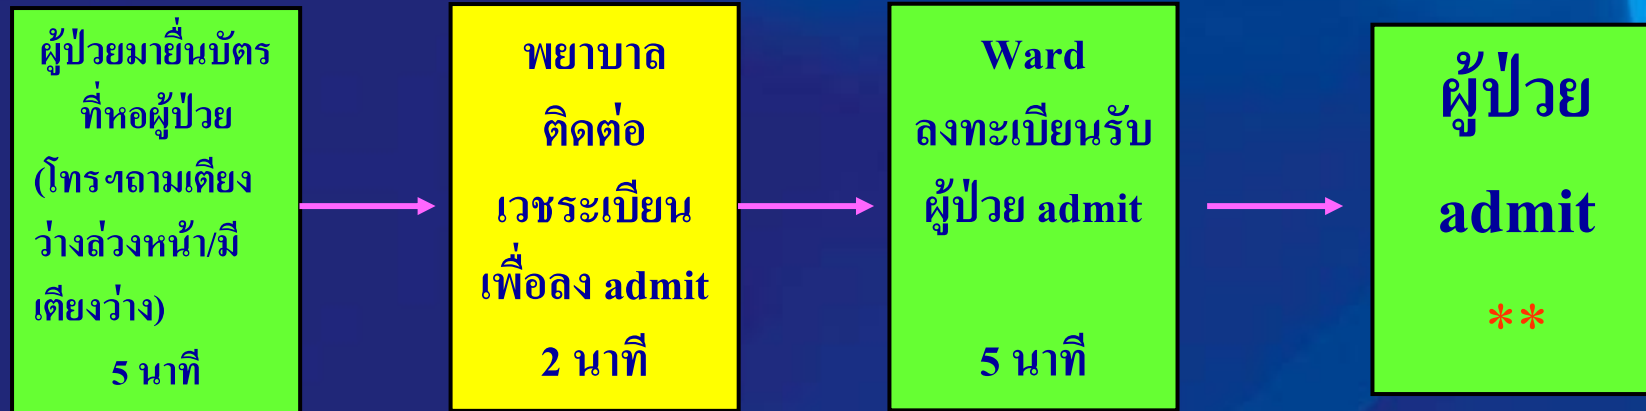 ผู้ป่วยมายื่นบัตร
ที่หอผู้ป่วย
(โทรฯถามเตียง
ว่างล่วงหน้า/มี
เตียงว่าง)
5 นาที
พยาบาล
ติดต่อ
เวชระเบียน
เพื่อลง admit
2 นาที
Ward
ลงทะเบียนรับ
ผู้ป่วย admit
5 นาที
ผู้ป่วย
admit
**